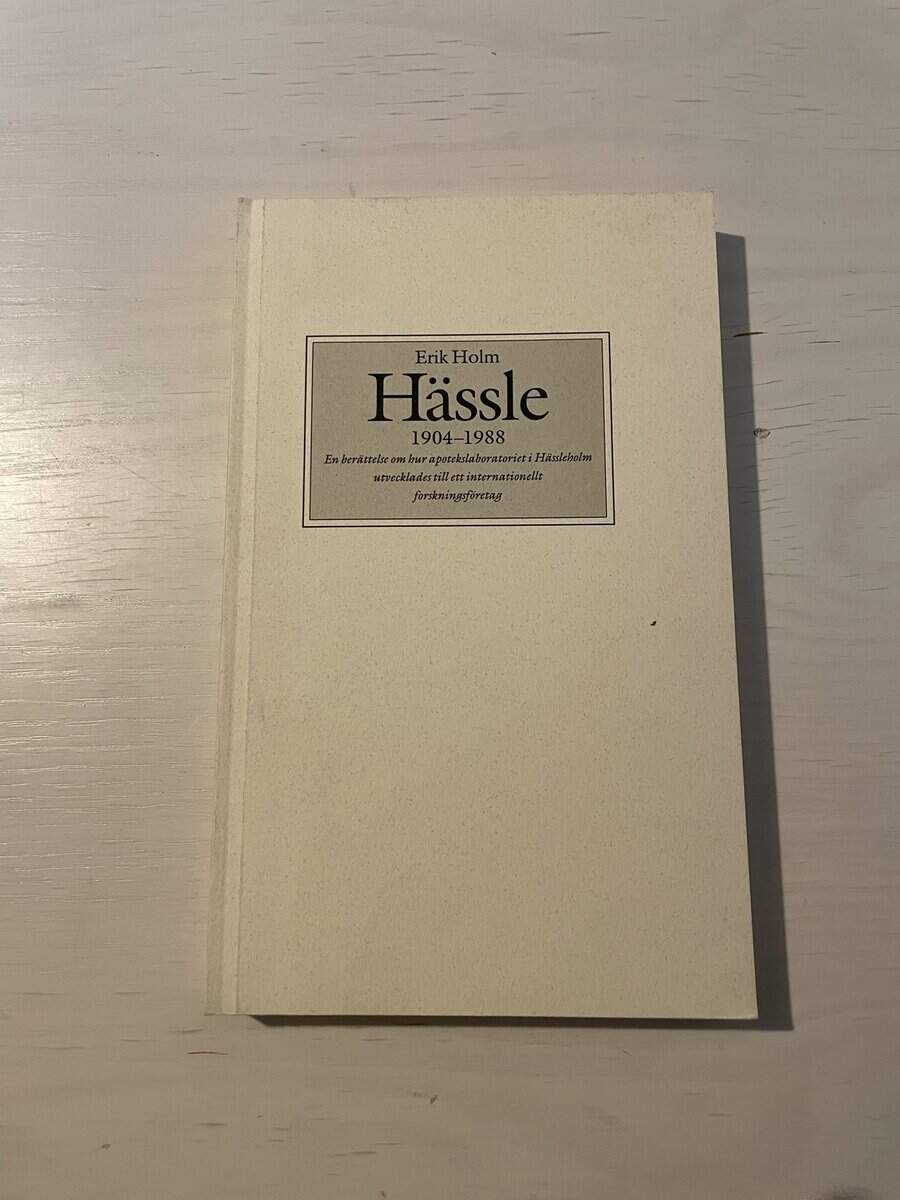 Erik Holm
Hässle
1904–1988
En berättelse om hur apotekslaboratoriet i Hässleholm
utvecklades till ett internationellt
forskningsföretag